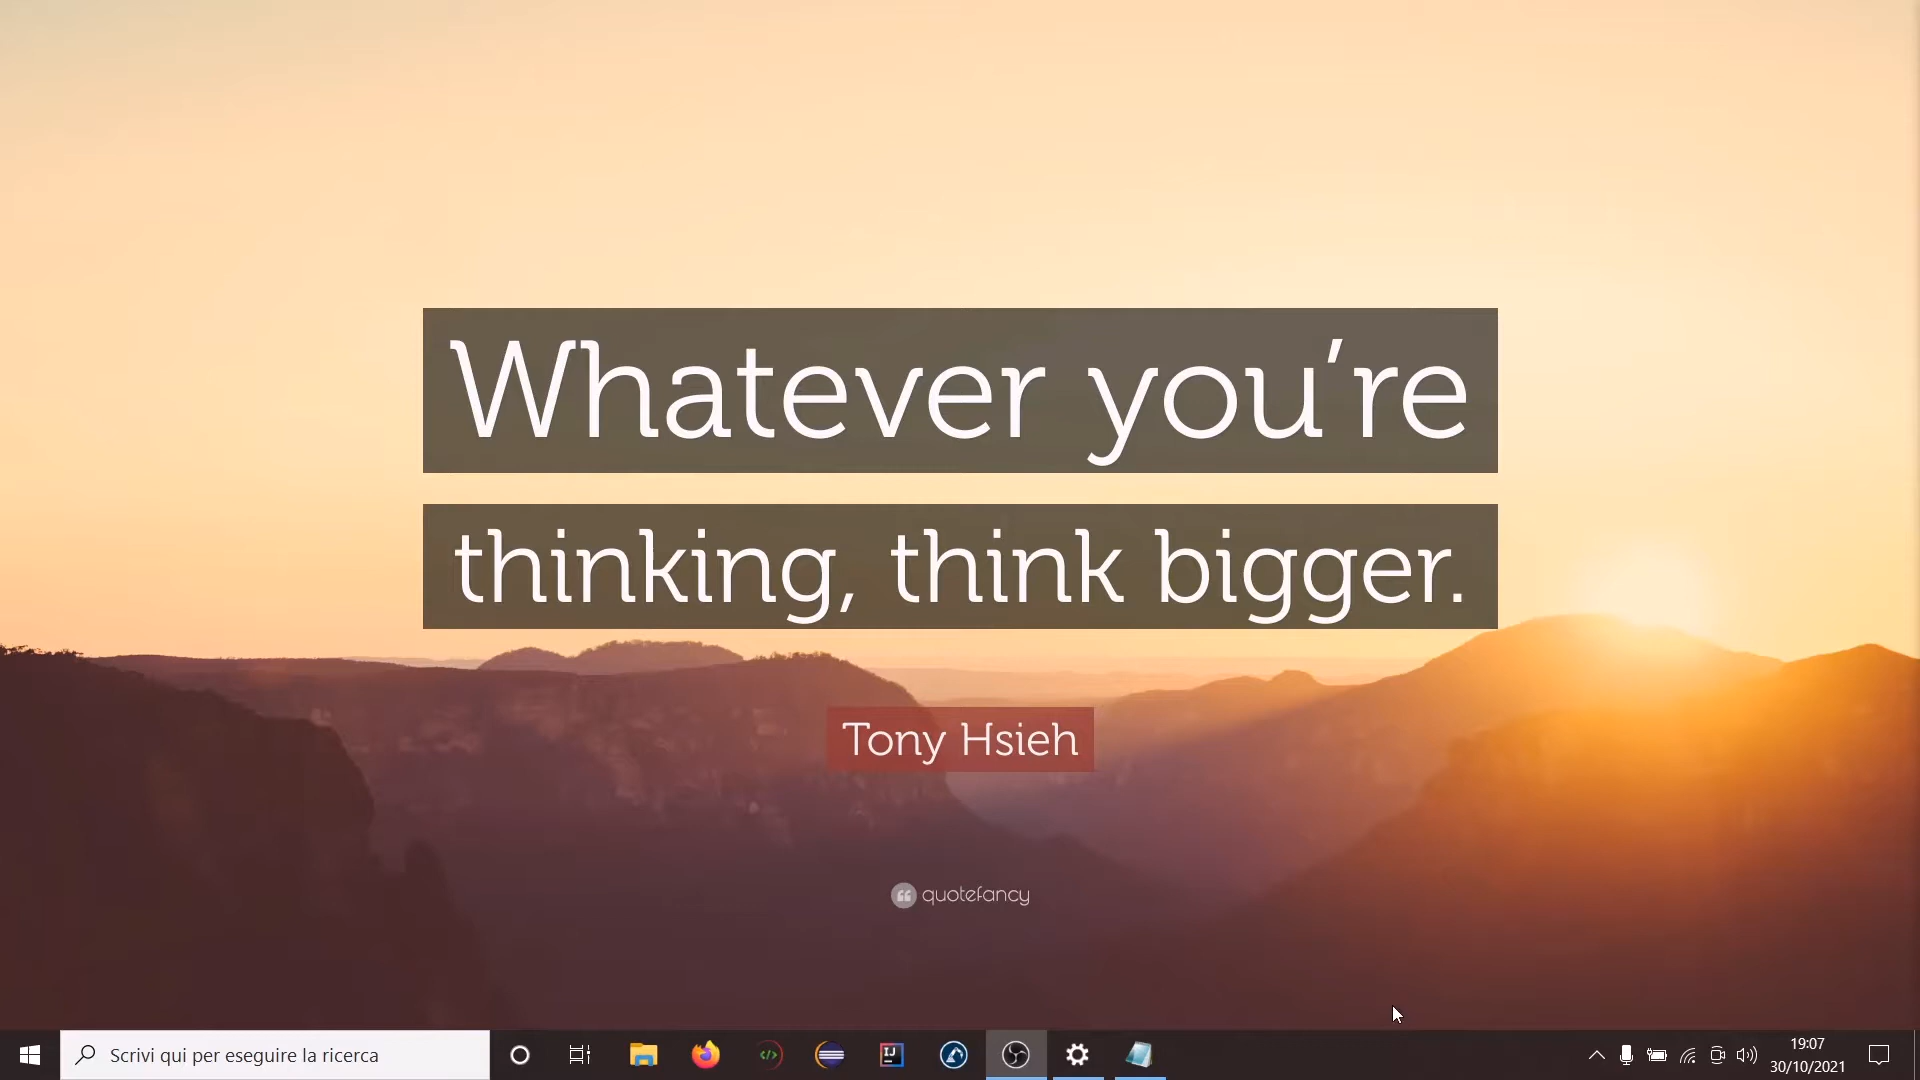 Whatever you’re
thinking, think bigger.
Tony Hsieh
quotefancy
Scrivi qui per eseguire la ricerca
19:07
30/10/2021